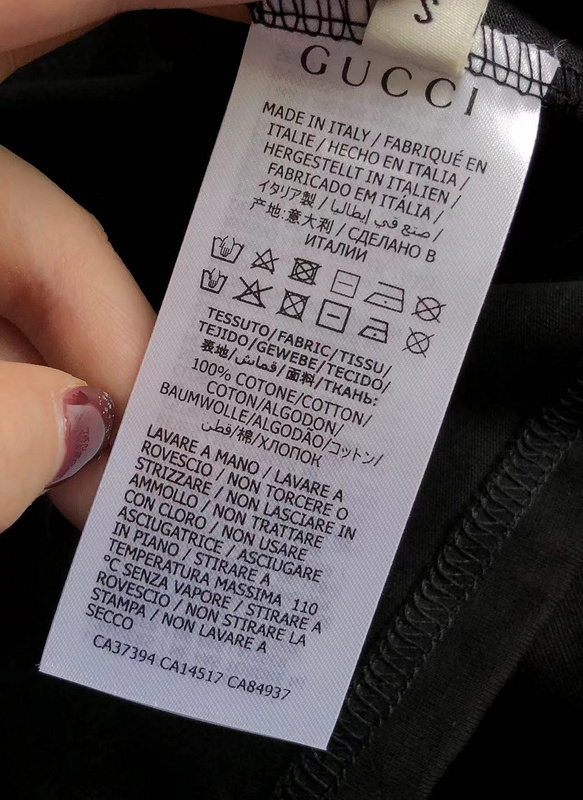 S
GUCCI
MADE IN ITALY / FABRIQUÉ EN
ITALIE / HECHO EN ITALIA /
HERGESTELLT IN ITALIEN /
FABRICADO EM ITÁLIA /
イタリア製 / صنع في إيطاليا /
产地:意大利 / СДЕЛАНО В
ИТАЛИИ
TESSUTO/FABRIC/TISSU/
TEJIDO/GEWEBE/TECIDO/
表地/قماش/面料/ТКАНЬ:
100% COTONE/COTTON/
COTON/ALGODON/
BAUMWOLLE/ALGODÃO/コットン/
قطن/棉/ХЛОПОК
LAVARE A MANO / LAVARE A
ROVESCIO / NON TORCERE O
STRIZZARE / NON LASCIARE IN
AMMOLLO / NON TRATTARE
CON CLORO / NON USARE
ASCIUGATRICE / ASCIUGARE
IN PIANO / STIRARE A
TEMPERATURA MASSIMA 110
°C SENZA VAPORE / STIRARE A
ROVESCIO / NON STIRARE LA
STAMPA / NON LAVARE A
SECCO
CA37394 CA14517 CA84937